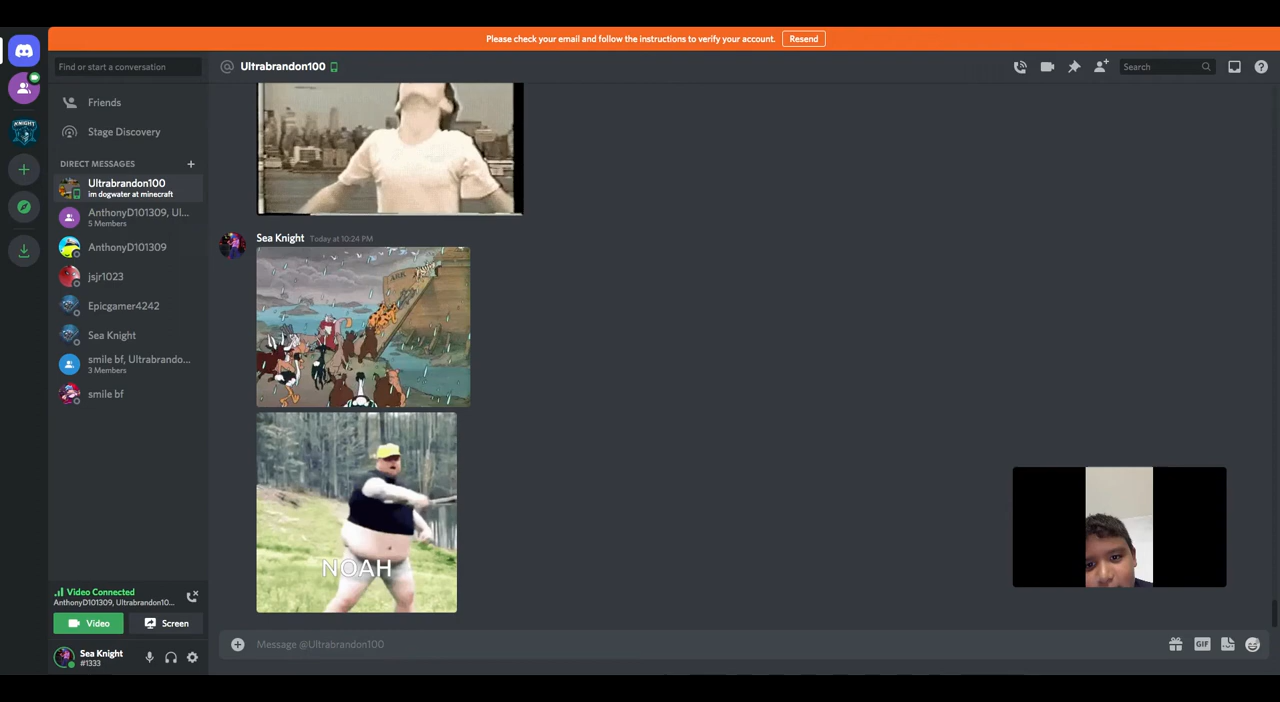 Please check your email and follow the instructions to verify your account. Resend
Find or start a conversation
Ultrabrandon100
Search
Friends
Stage Discovery
DIRECT MESSAGES
Ultrabrandon100
im dogwater at minecraft
AnthonyD101309, Ul...
5 Members
AnthonyD101309
jsjr1023
Epicgamer4242
Sea Knight
smile bf, Ultrabrando...
3 Members
smile bf
Video Connected
AnthonyD101309, Ultrabrandon10...
Video Screen
Sea Knight
#1333
KNIGHT
Sea Knight Today at 10:24 PM
ARK
NOAH
Message @Ultrabrandon100
GIF